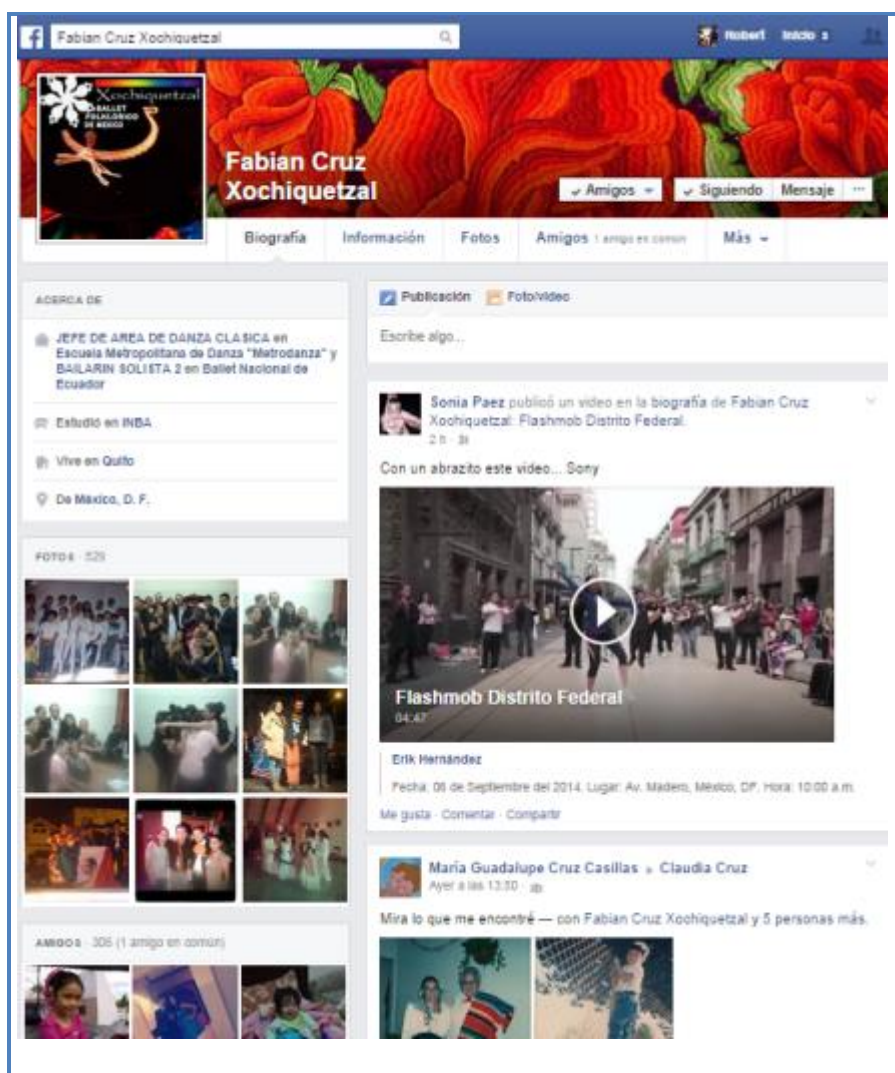 Fabian Cruz Xochiquetzal
Robert Inicio
Xochiquetzal
BALLET
FOLKLORICO
DE MEXICO
Fabian Cruz
Xochiquetzal
Amigos
Siguiendo Mensaje ...
Biografía Información Fotos Amigos 1 amigo en común Más
ACERCA DE
JEFE DE AREA DE DANZA CLASICA en
Escuela Metropolitana de Danza "Metrodanza" y
BAILARIN SOLISTA 2 en Ballet Nacional de
Ecuador
Estudió en INBA
Vive en Quito
De México, D. F.
FOTOS · 529
AMIGOS · 306 (1 amigo en común)
Publicación Foto/video
Escribe algo...
Sonia Paez publicó un video en la biografía de Fabian Cruz
Xochiquetzal: Flashmob Distrito Federal.
2 h
Con un abrazito este video... Sony
Flashmob Distrito Federal
04:47
Erik Hernández
Fecha: 06 de Septiembre del 2014. Lugar: Av. Madero, México, DF. Hora: 10:00 a.m.
Me gusta · Comentar · Compartir
María Guadalupe Cruz Casillas Claudia Cruz
Ayer a las 13:50
Mira lo que me encontré — con Fabian Cruz Xochiquetzal y 5 personas más.